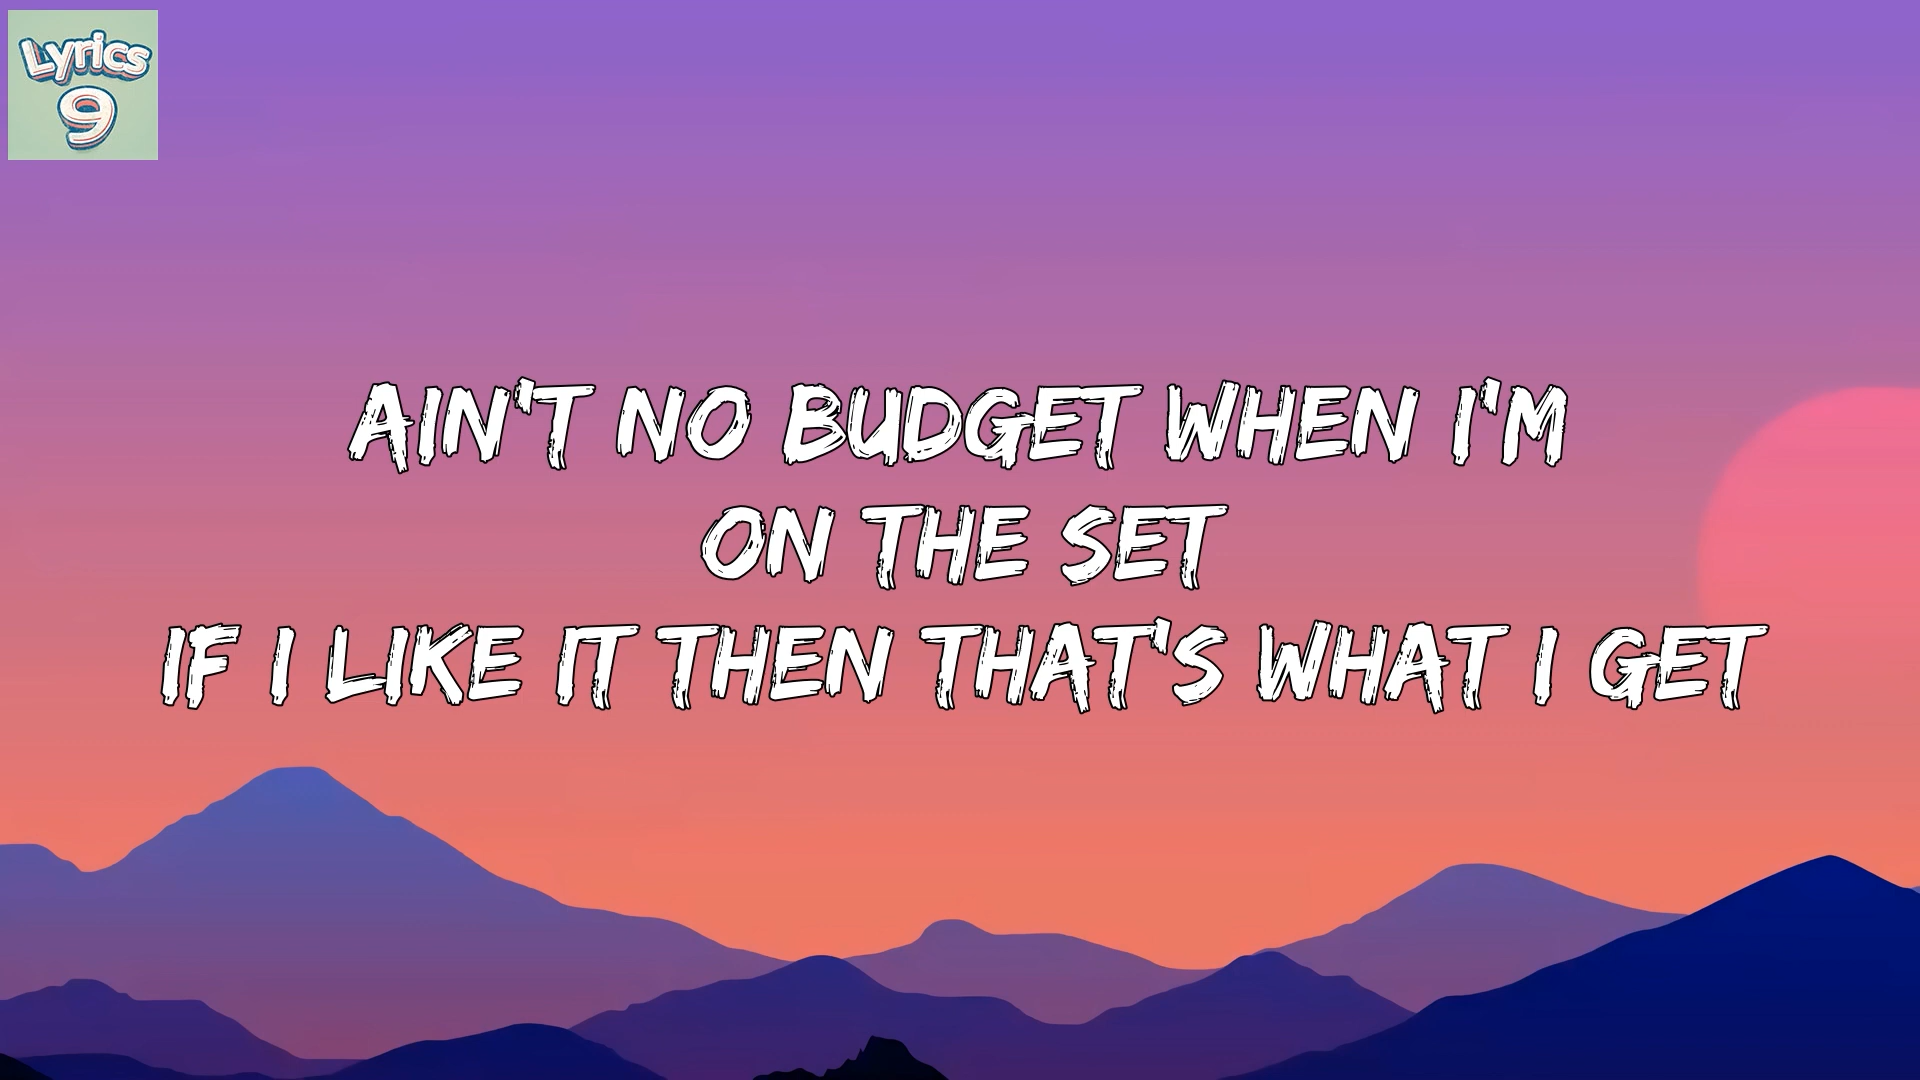 Lyrics
9
AIN'T NO BUDGET WHEN I'M
ON THE SET
IF I LIKE IT THEN THAT'S WHAT I GET